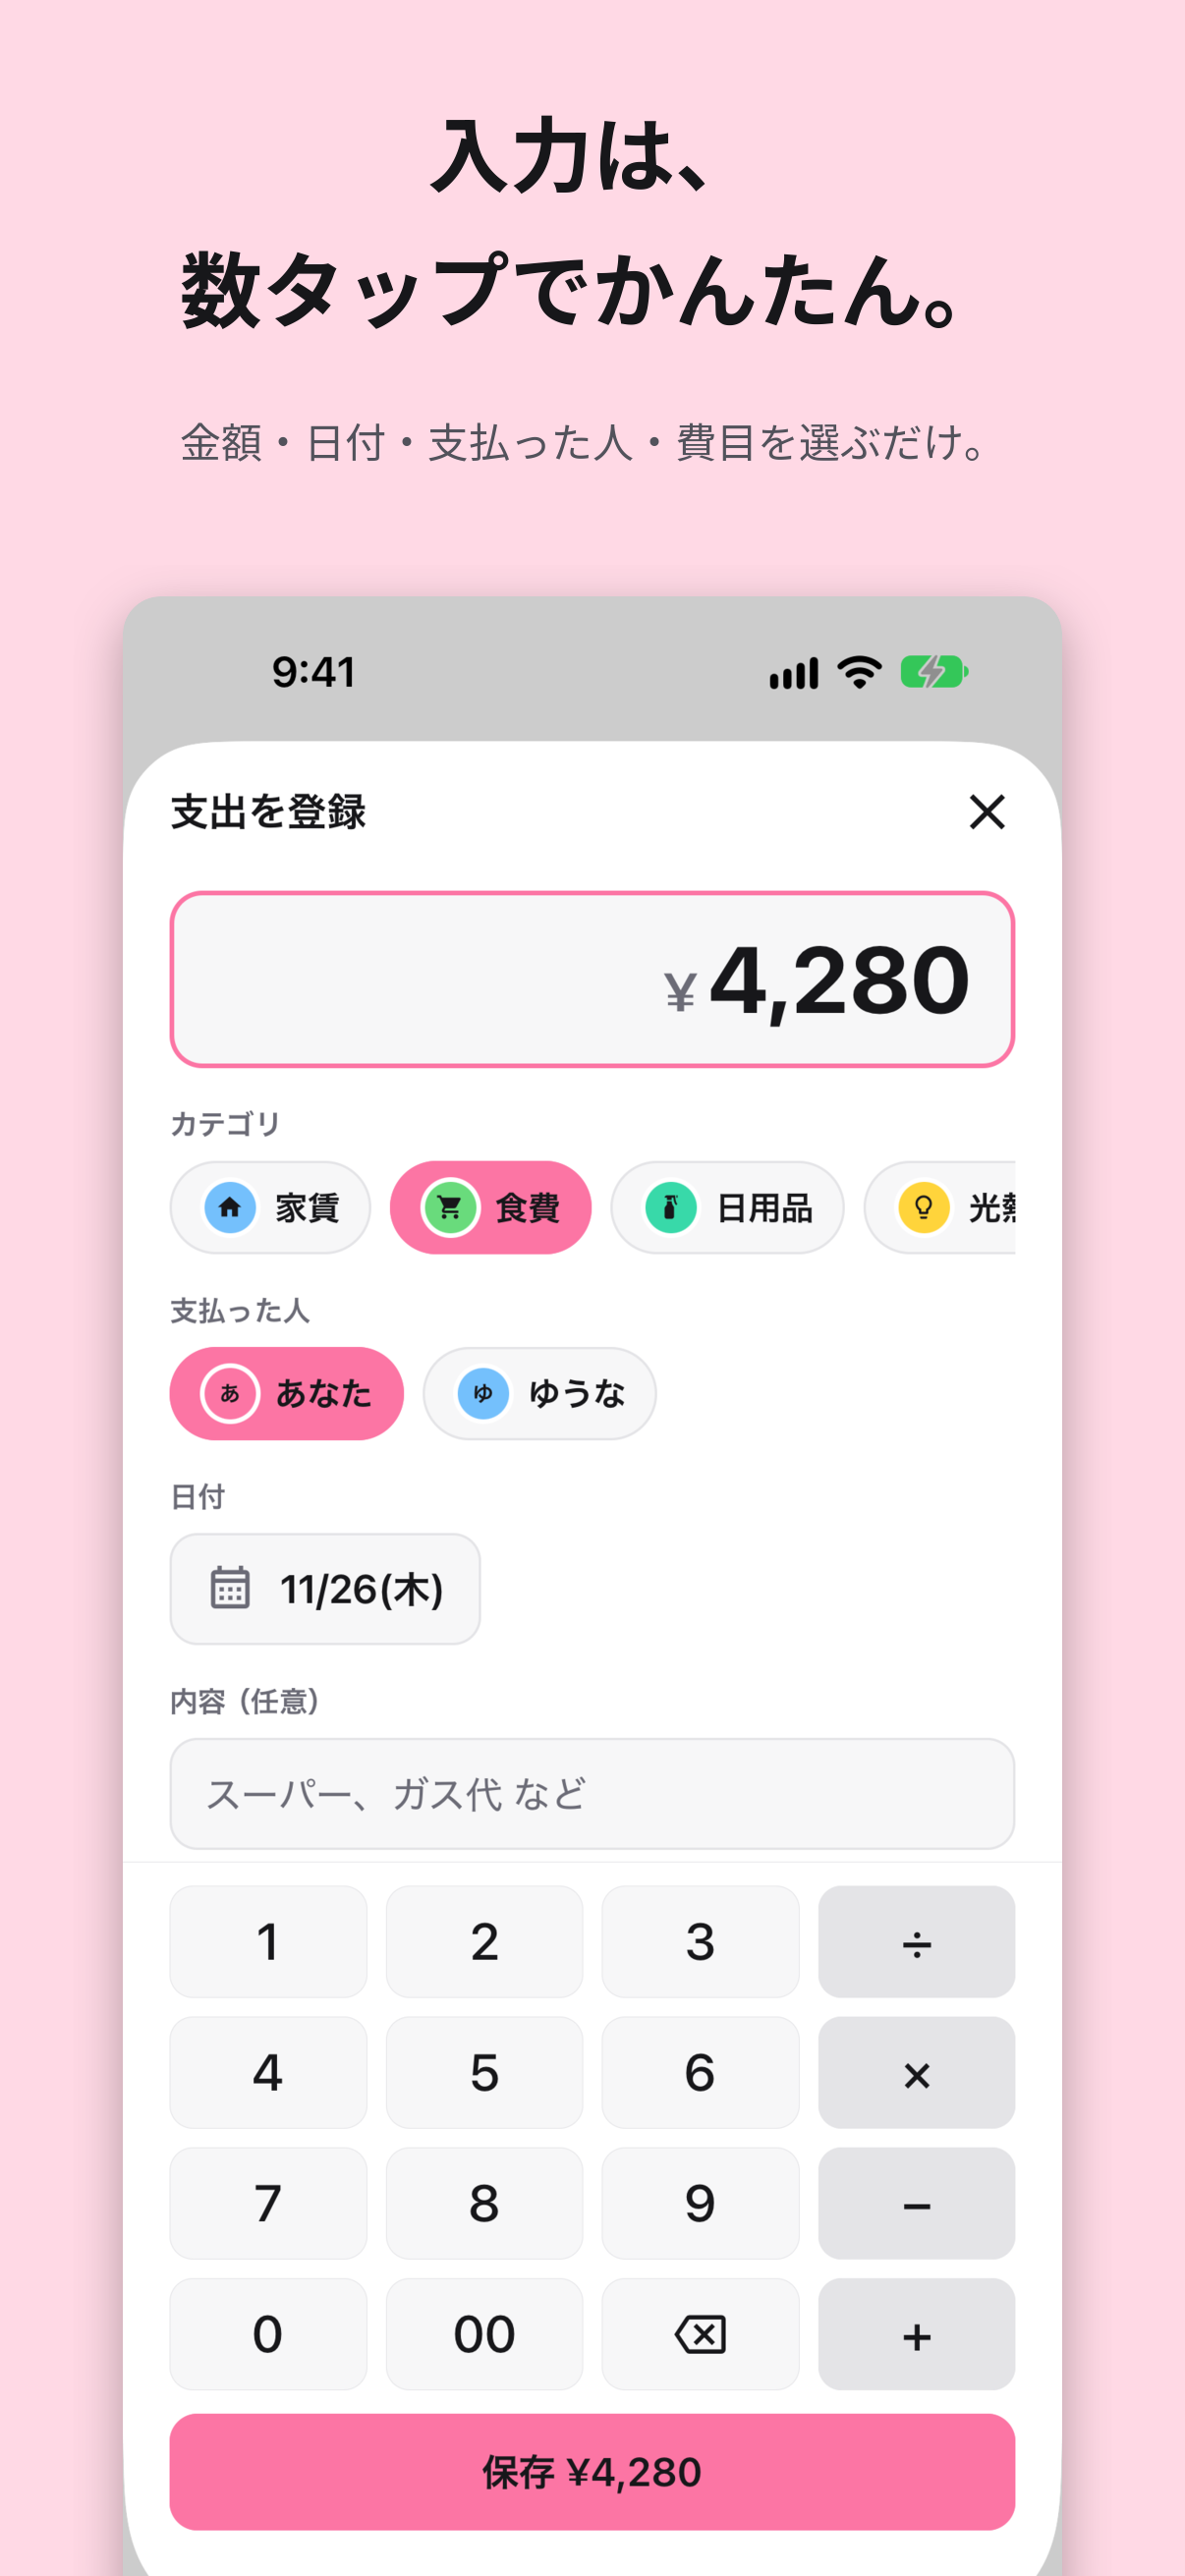 入力は、
数タップでかんたん。
金額・日付・支払った人・費目を選ぶだけ。
9:41
支出を登録
¥4,280
カテゴリ
家賃 食費 日用品 光熱
支払った人
あ あなた ゆ ゆうな
日付
11/26(木)
内容（任意）
スーパー、ガス代 など
1 2 3 ÷
4 5 6 ×
7 8 9 −
0 00 +
保存 ¥4,280